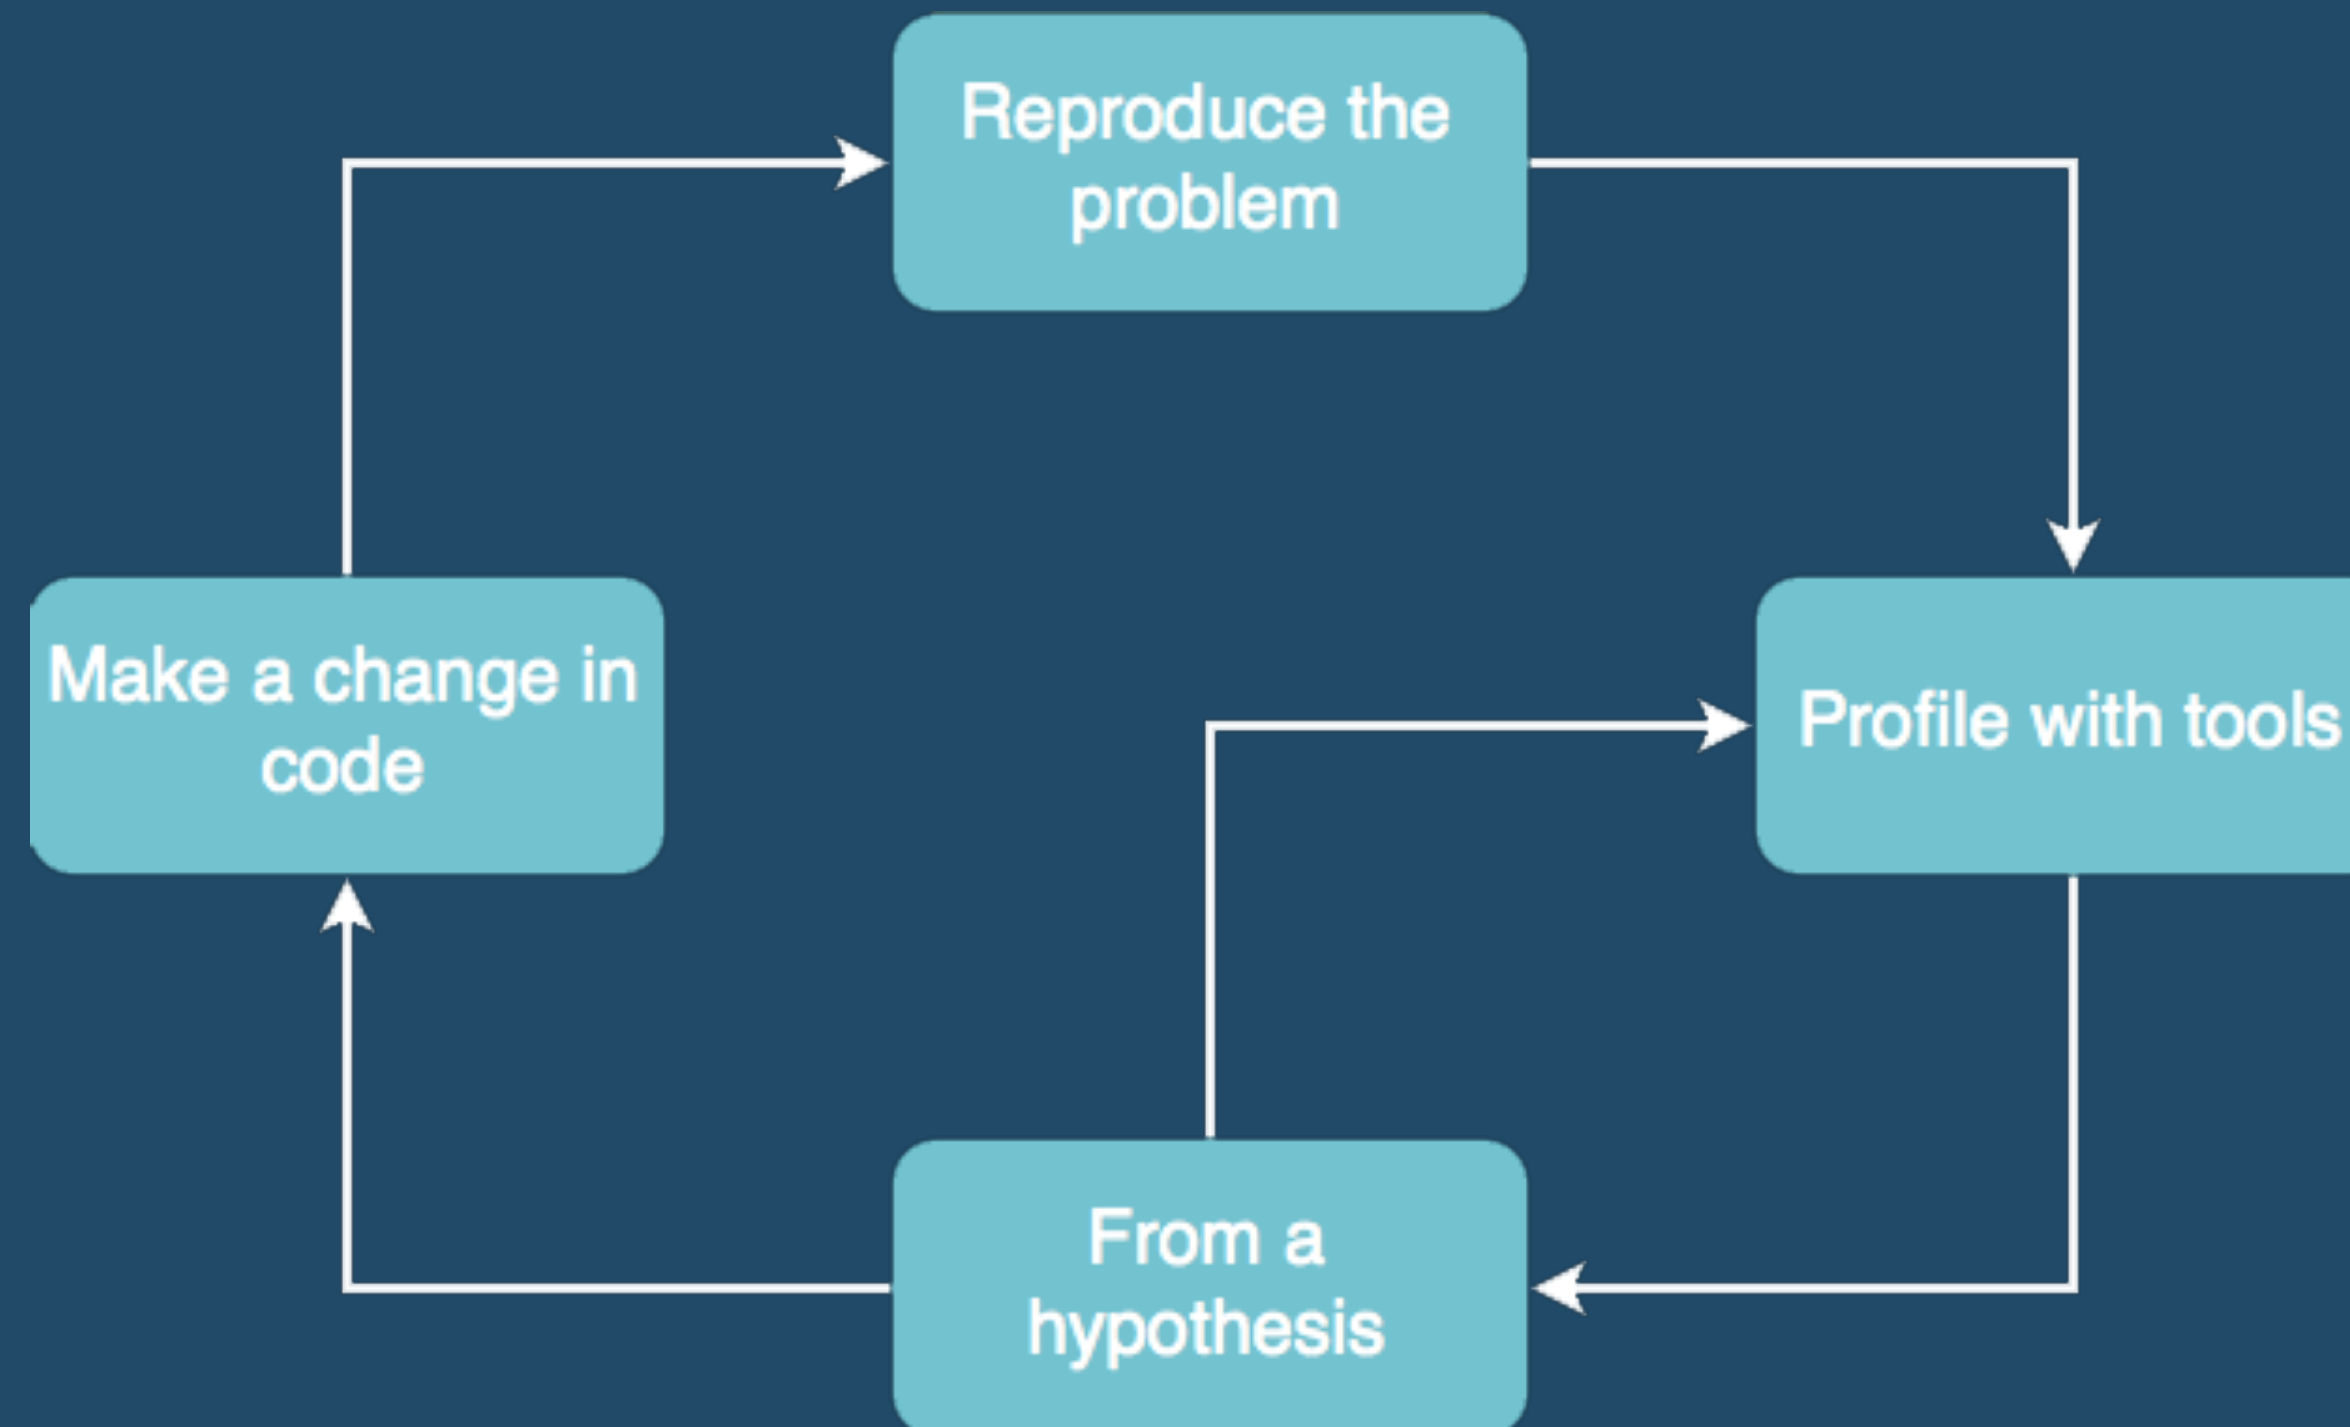 Reproduce the
problem
Make a change in
code
Profile with tools
From a
hypothesis